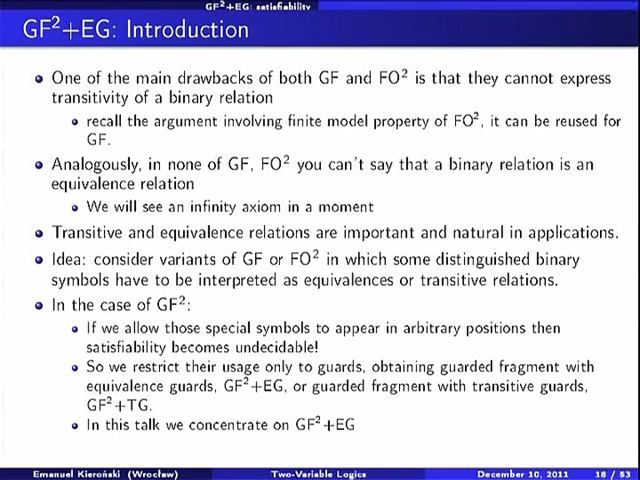 GF²+EG: satisfiability
GF²+EG: Introduction
One of the main drawbacks of both GF and FO² is that they cannot express
transitivity of a binary relation
recall the argument involving finite model property of FO², it can be reused for
GF.
Analogously, in none of GF, FO² you can't say that a binary relation is an
equivalence relation
We will see an infinity axiom in a moment
Transitive and equivalence relations are important and natural in applications.
Idea: consider variants of GF or FO² in which some distinguished binary
symbols have to be interpreted as equivalences or transitive relations.
In the case of GF²:
If we allow those special symbols to appear in arbitrary positions then
satisfiability becomes undecidable!
So we restrict their usage only to guards, obtaining guarded fragment with
equivalence guards, GF²+EG, or guarded fragment with transitive guards,
GF²+TG.
In this talk we concentrate on GF²+EG
Emanuel Kieroński (Wrocław) Two-Variable Logics December 10, 2011 18 / 53